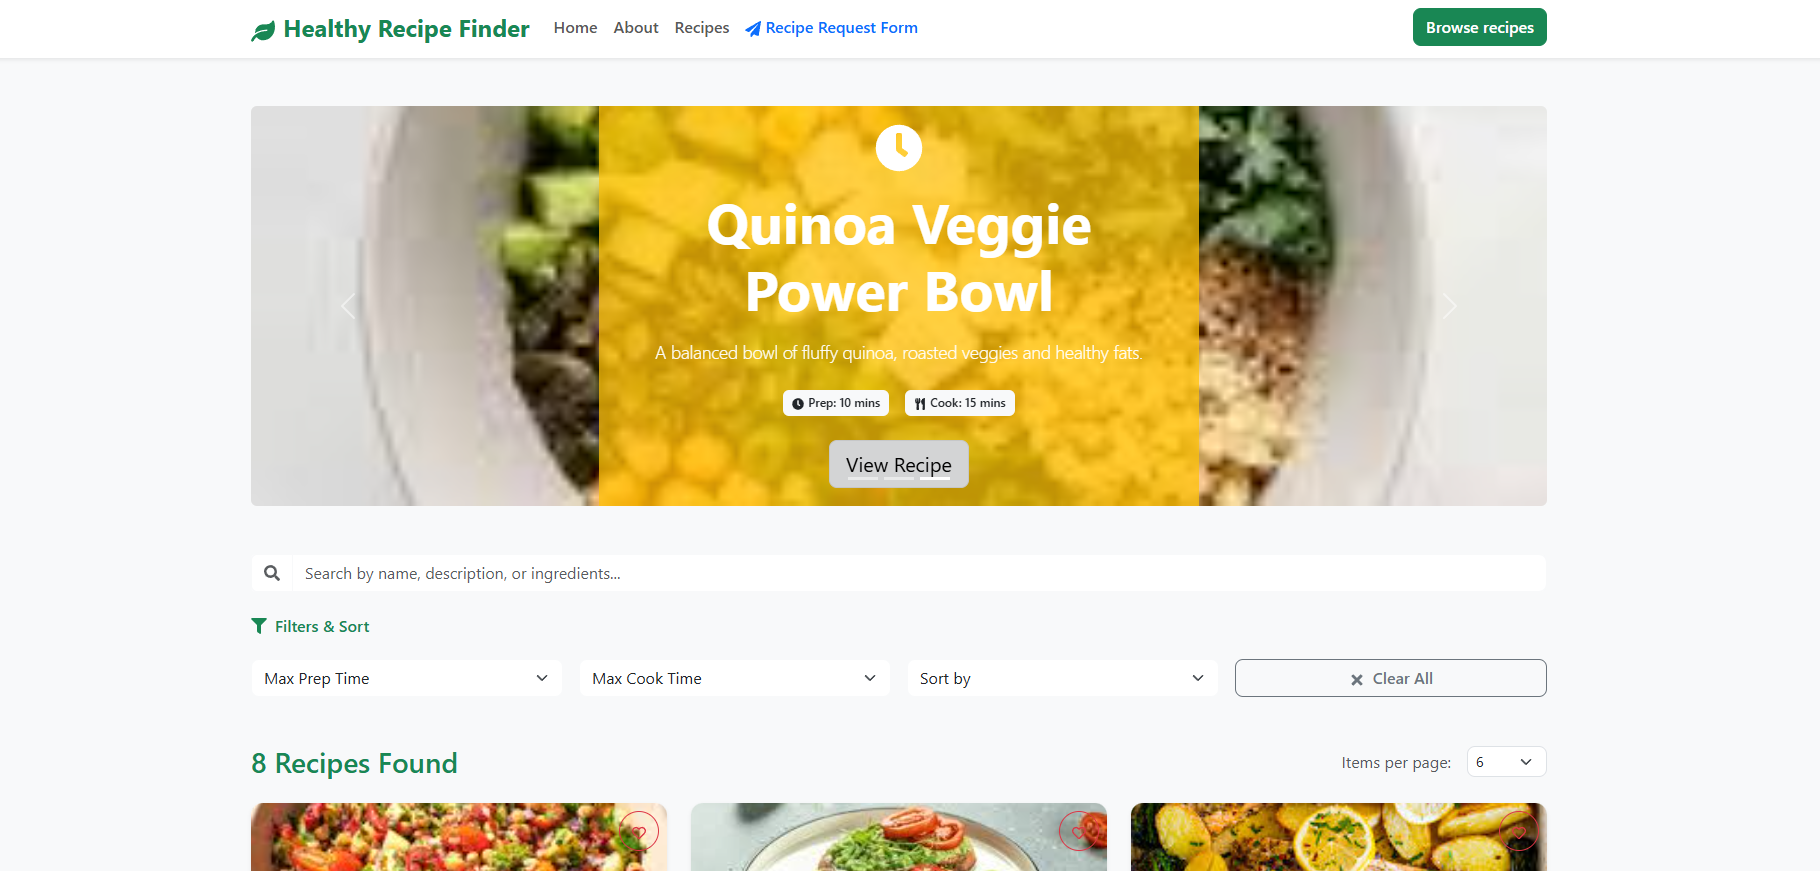 Healthy Recipe Finder Home About Recipes Recipe Request Form Browse recipes
Quinoa Veggie
Power Bowl
A balanced bowl of fluffy quinoa, roasted veggies and healthy fats.
Prep: 10 mins Cook: 15 mins
View Recipe
Search by name, description, or ingredients...
Filters & Sort
Max Prep Time Max Cook Time Sort by Clear All
8 Recipes Found Items per page: 6